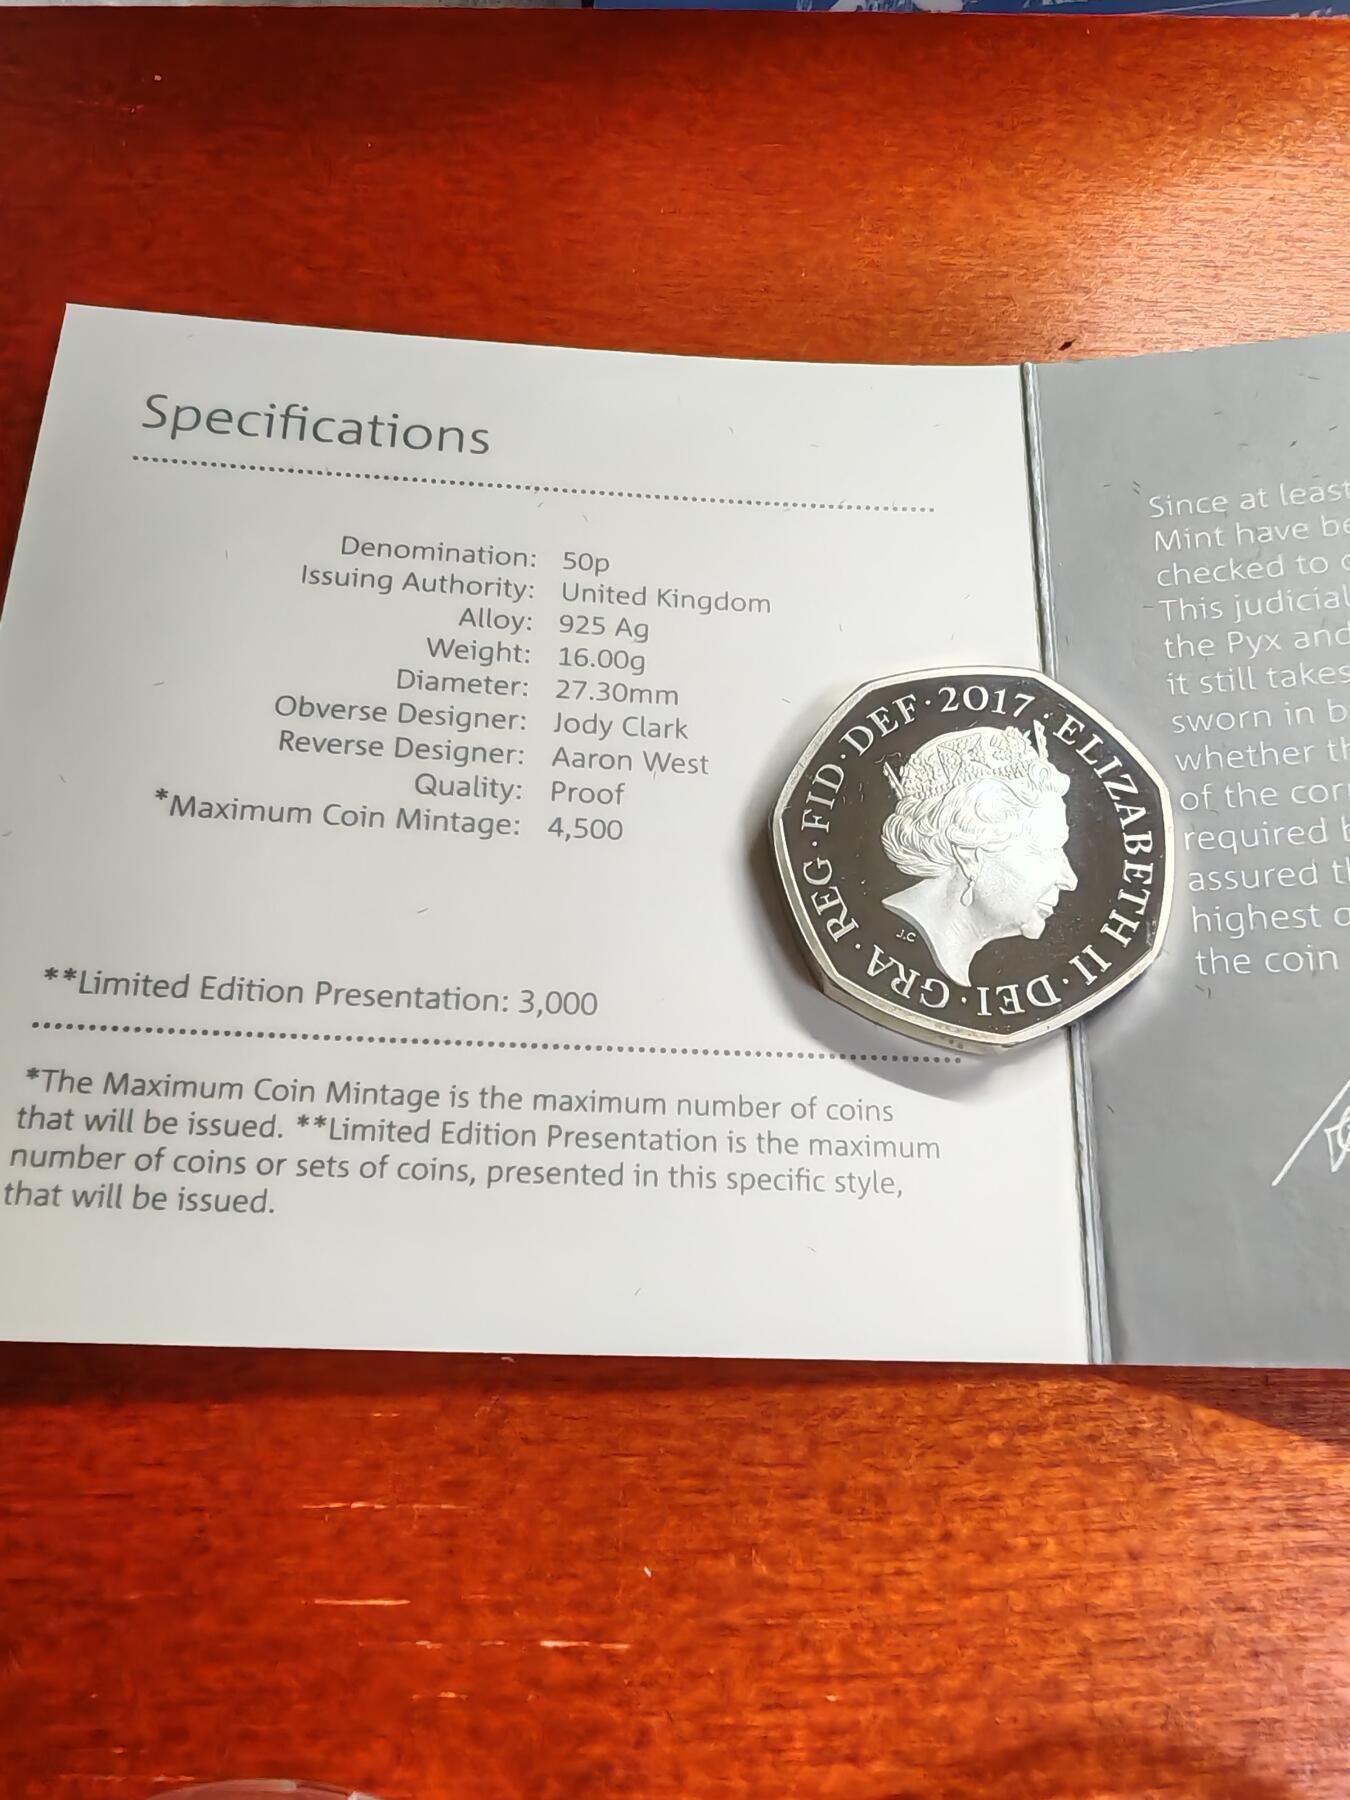 Specifications
Denomination: 50p
Issuing Authority: United Kingdom
Alloy: 925 Ag
Weight: 16.00g
Diameter: 27.30mm
Obverse Designer: Jody Clark
Reverse Designer: Aaron West
Quality: Proof
*Maximum Coin Mintage: 4,500
**Limited Edition Presentation: 3,000
*The Maximum Coin Mintage is the maximum number of coins
that will be issued. **Limited Edition Presentation is the maximum
number of coins or sets of coins, presented in this specific style,
that will be issued.
ELIZABETH II · DEI · GRA · REG · FID · DEF · 2017 ·
J.C
Since at least
Mint have
checked to
This judicial
the Pyx and
it still takes
sworn in
whether
of the
required
assured
highest
the coin